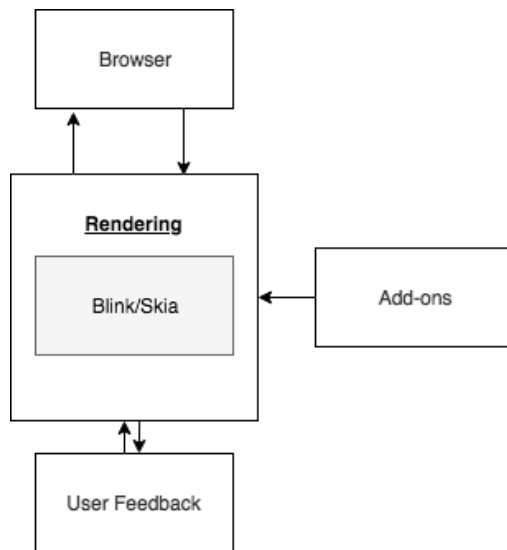 Browser
Rendering
Blink/Skia
Add-ons
User Feedback